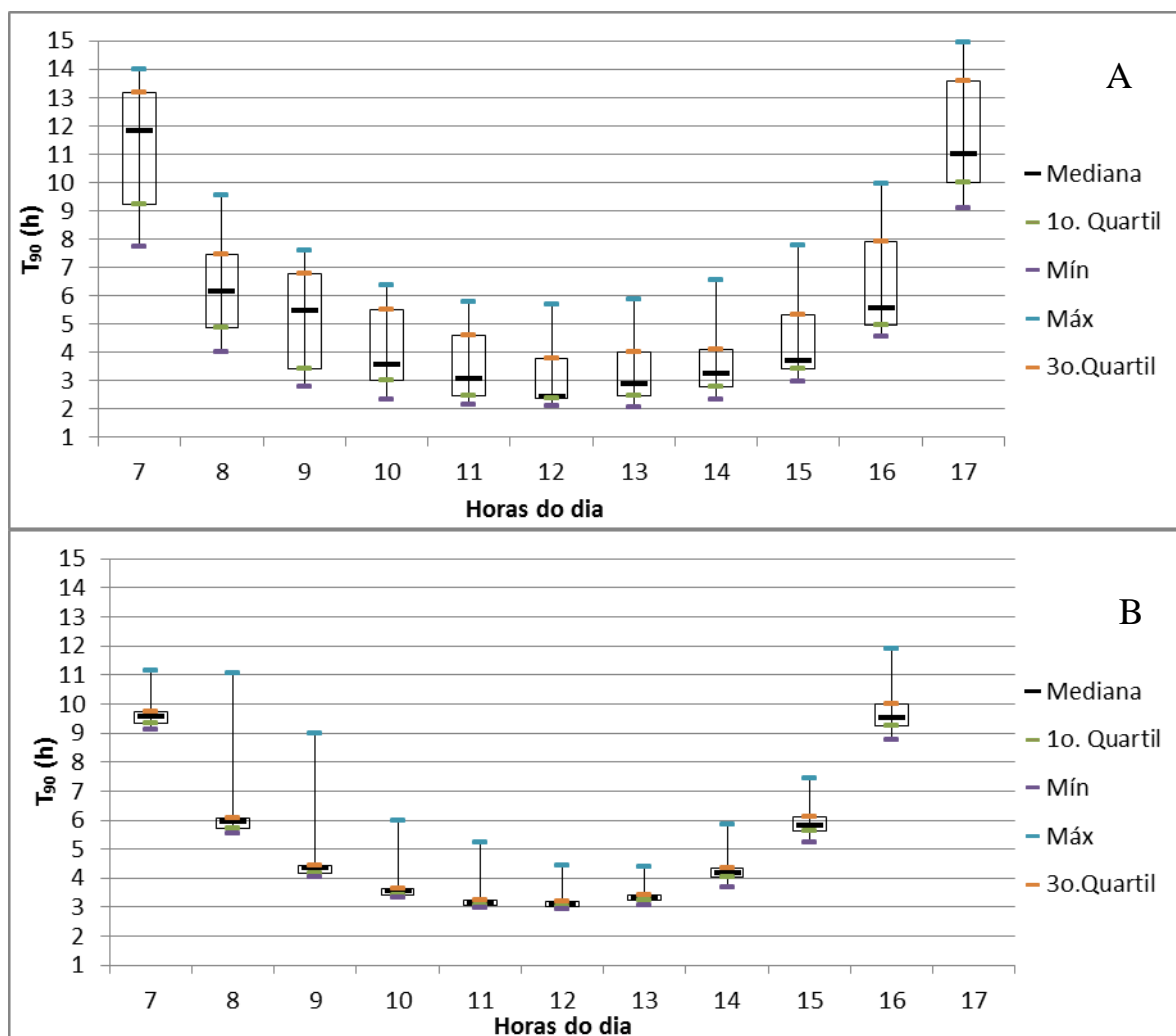 A
T₉₀ (h)
15
14
13
12
11
10
9
8
7
6
5
4
3
2
1
7 8 9 10 11 12 13 14 15 16 17
Horas do dia
Mediana
1o. Quartil
Mín
Máx
3o.Quartil
B
T₉₀ (h)
15
14
13
12
11
10
9
8
7
6
5
4
3
2
1
7 8 9 10 11 12 13 14 15 16 17
Horas do dia
Mediana
1o. Quartil
Mín
Máx
3o.Quartil